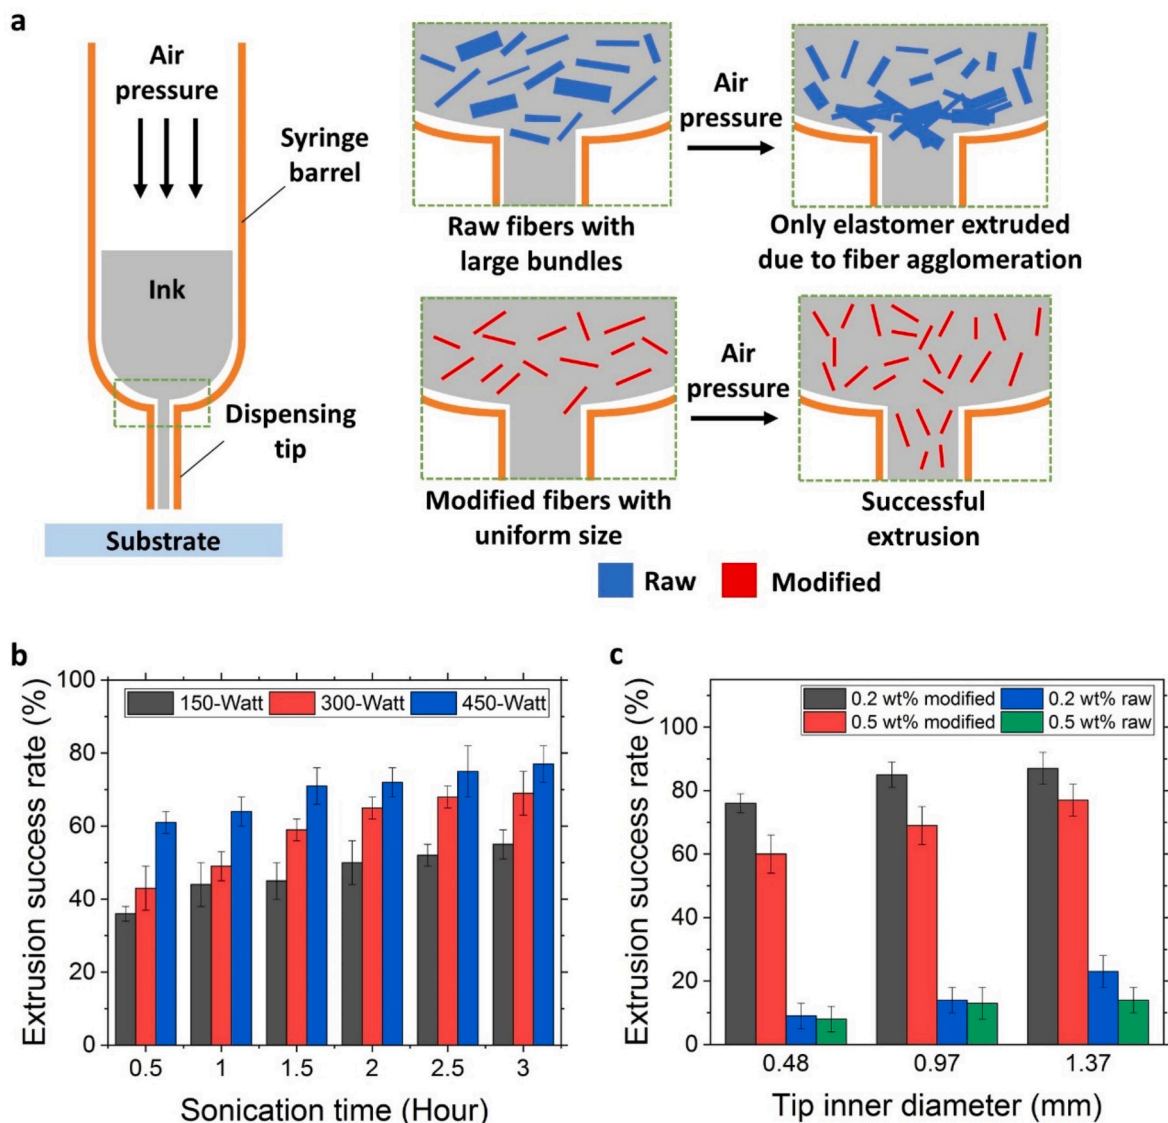 a
Air
pressure
Syringe
barrel
Ink
Dispensing
tip
Substrate
Air
pressure
Raw fibers with
large bundles
Only elastomer extruded
due to fiber agglomeration
Air
pressure
Modified fibers with
uniform size
Successful
extrusion
Raw
Modified
b
Extrusion success rate (%)
100
80
60
40
20
0
150-Watt
300-Watt
450-Watt
0.5
1
1.5
2
2.5
3
Sonication time (Hour)
c
Extrusion success rate (%)
100
80
60
40
20
0
0.2 wt% modified
0.2 wt% raw
0.5 wt% modified
0.5 wt% raw
0.48
0.97
1.37
Tip inner diameter (mm)